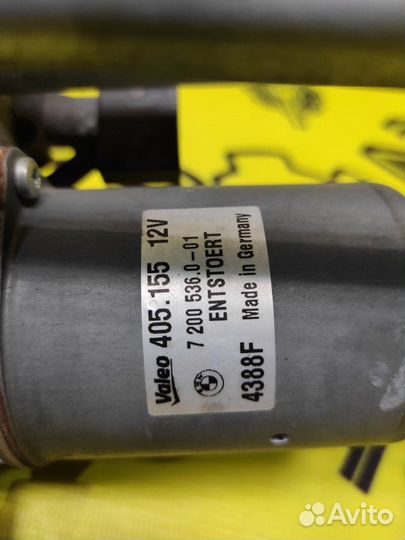 Valeo 405.155 12V
7 200 536.0-01
ENTSTOERT
4388F Made in Germany
Avito